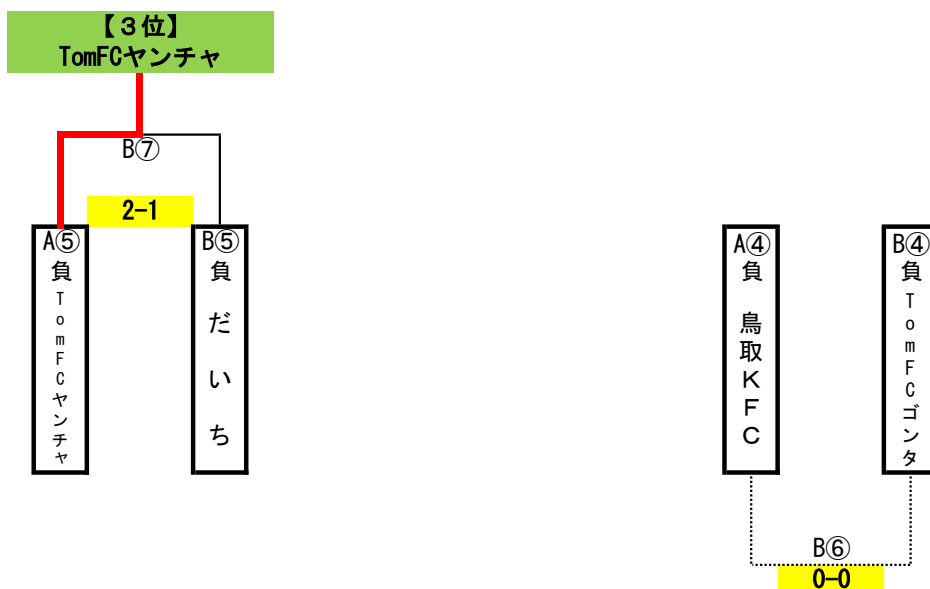 【３位】
TomFCヤンチャ
B⑦
2-1
A⑤
負
TomFCヤンチャ
B⑤
負
だいち
A④
負
鳥取ＫＦＣ
B④
負
TomFCゴンタ
B⑥
0-0